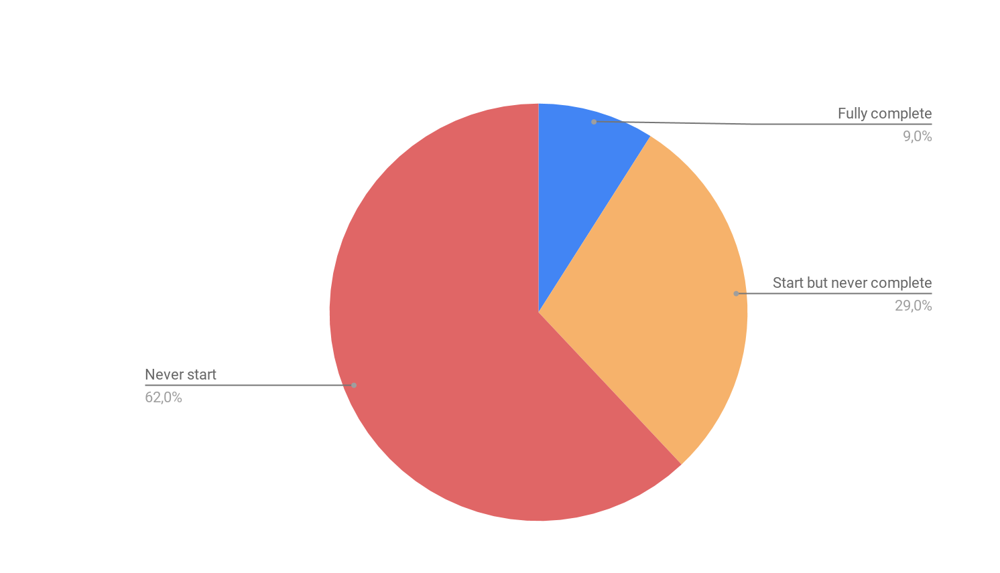 Fully complete
9,0%
Start but never complete
29,0%
Never start
62,0%